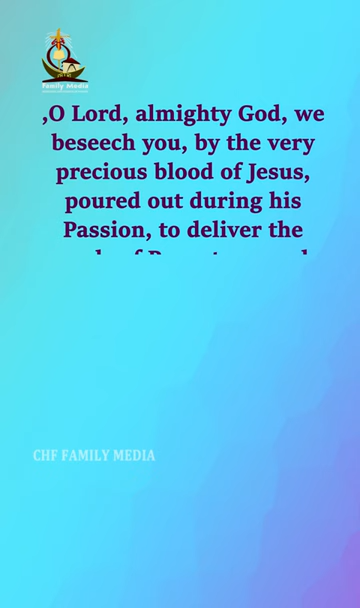 Family Media
,O Lord, almighty God, we
beseech you, by the very
precious blood of Jesus,
poured out during his
Passion, to deliver the
CHF FAMILY MEDIA